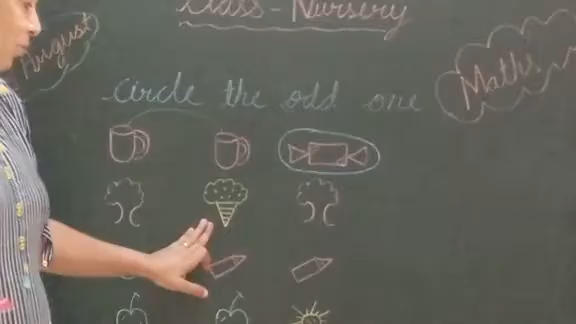 Class - Nursery
August
Maths
circle the odd one